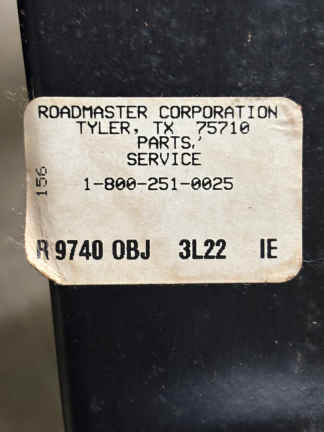 ROADMASTER CORPORATION
TYLER, TX 75710
PARTS,
SERVICE
1-800-251-0025
156
R 9740 OBJ 3L22 IE